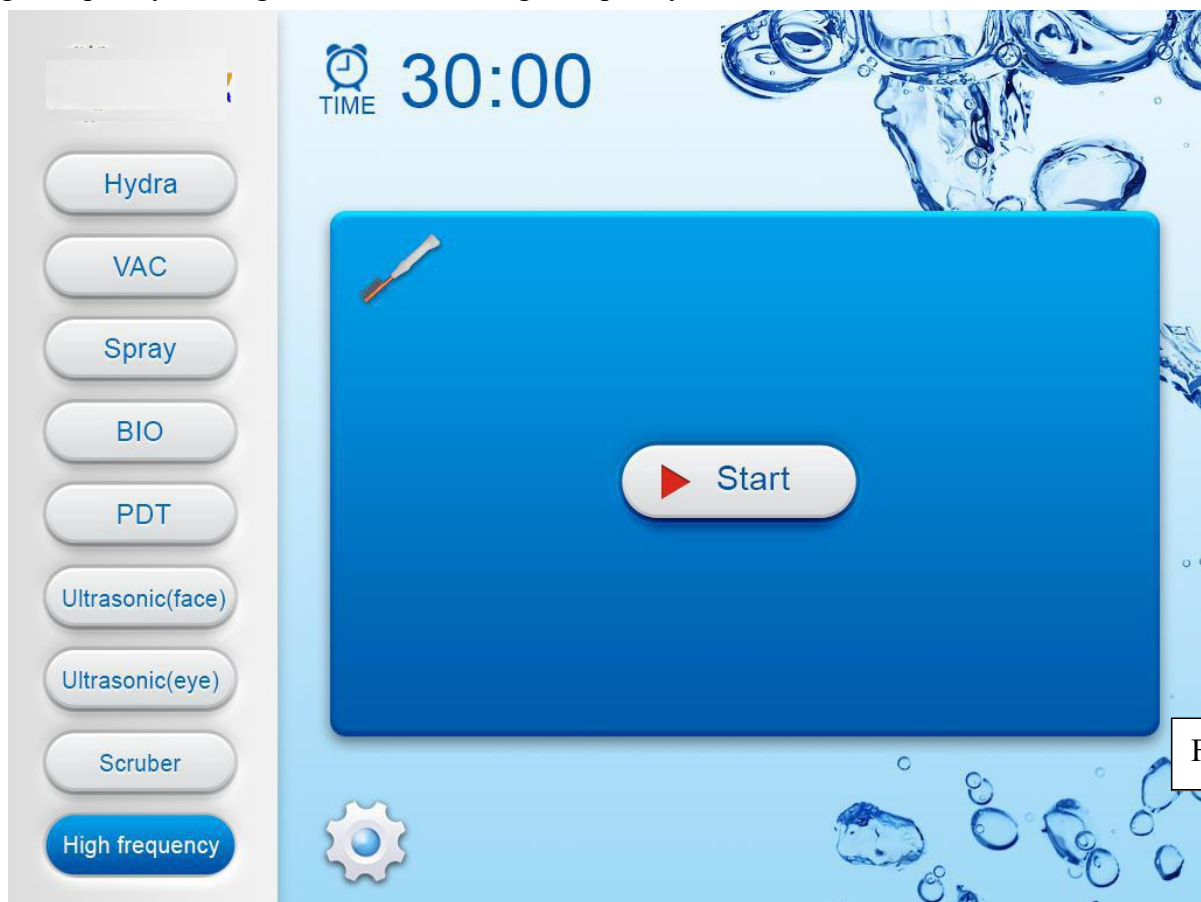 TIME 30:00
Hydra
VAC
Spray
BIO
PDT
Ultrasonic(face)
Ultrasonic(eye)
Scruber
High frequency
Start